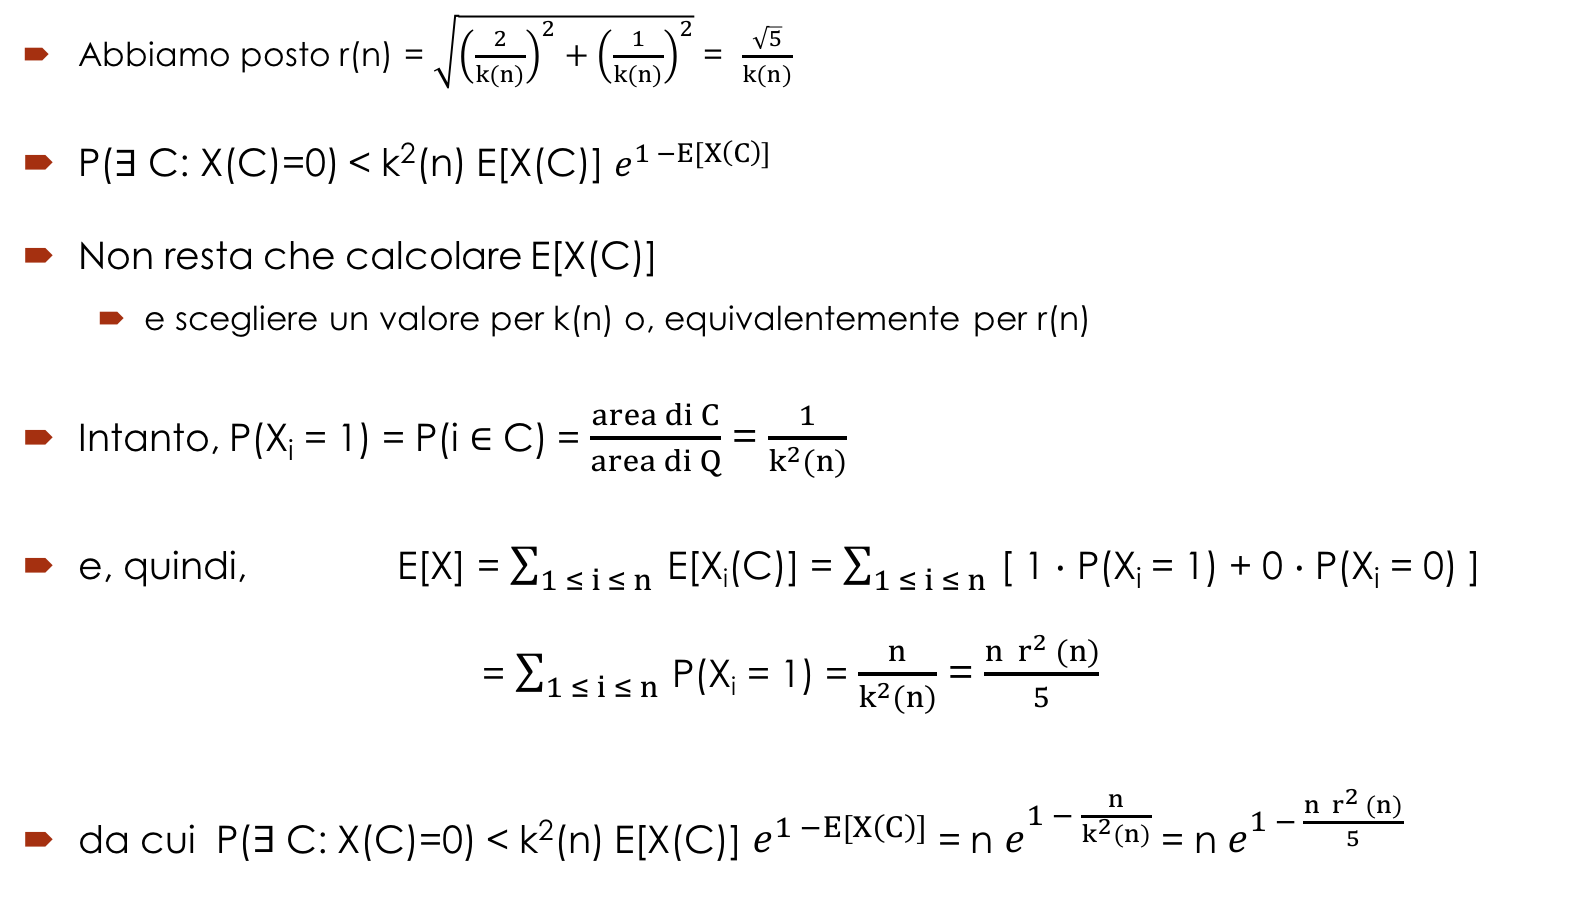 Abbiamo posto r(n) = √((2/k(n))² + (1/k(n))²) = √5/k(n)
P(∃ C: X(C)=0) < k²(n) E[X(C)] e^(1 −E[X(C)])
Non resta che calcolare E[X(C)]
e scegliere un valore per k(n) o, equivalentemente per r(n)
Intanto, P(Xᵢ = 1) = P(i ∈ C) = area di C/area di Q = 1/k²(n)
e, quindi, E[X] = ∑_(1 ≤ i ≤ n) E[Xᵢ(C)] = ∑_(1 ≤ i ≤ n) [ 1 · P(Xᵢ = 1) + 0 · P(Xᵢ = 0) ]
= ∑_(1 ≤ i ≤ n) P(Xᵢ = 1) = n/k²(n) = n r² (n)/5
da cui P(∃ C: X(C)=0) < k²(n) E[X(C)] e^(1 −E[X(C)]) = n e^(1 − n/k²(n)) = n e^(1 − n r² (n)/5)